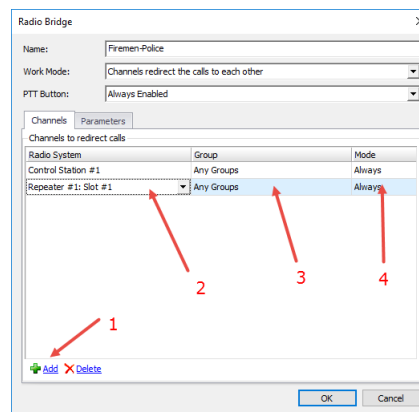 Radio Bridge
Name: Firemen-Police
Work Mode: Channels redirect the calls to each other
PTT Button: Always Enabled
Channels Parameters
Channels to redirect calls
Radio System Group Mode
Control Station #1 Any Groups Always
Repeater #1: Slot #1 Any Groups Always
2 3 4
1
Add Delete
OK Cancel